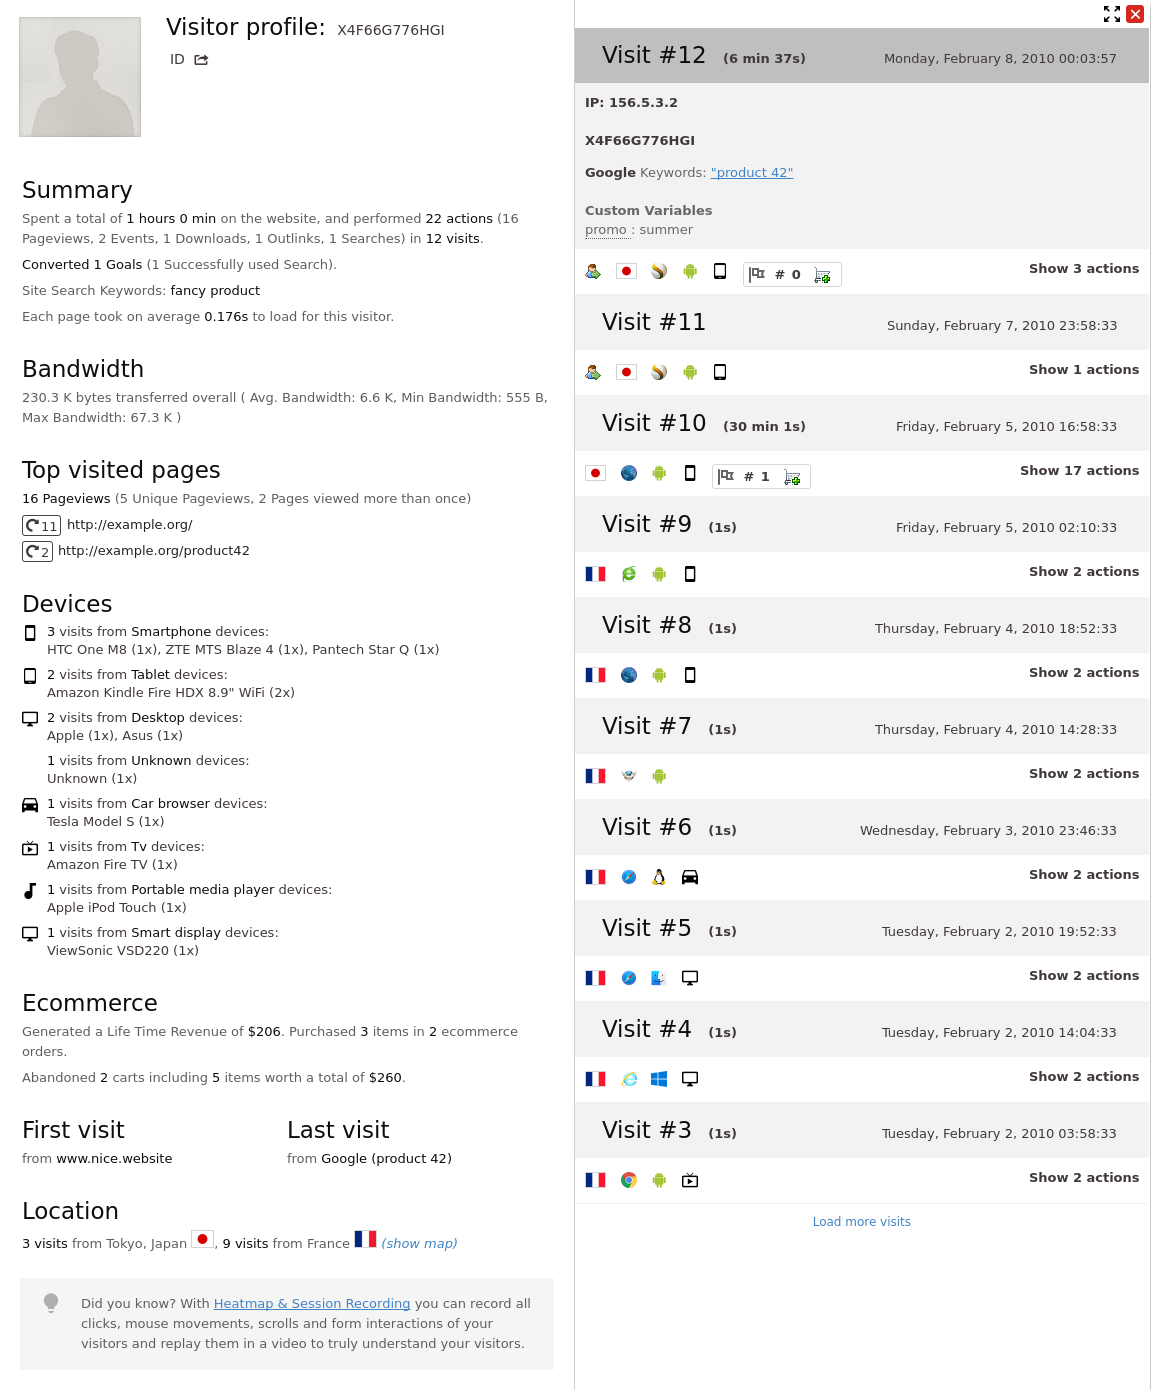 Visitor profile: X4F66G776HGI
ID
Summary
Spent a total of 1 hours 0 min on the website, and performed 22 actions (16
Pageviews, 2 Events, 1 Downloads, 1 Outlinks, 1 Searches) in 12 visits.
Converted 1 Goals (1 Successfully used Search).
Site Search Keywords: fancy product
Each page took on average 0.176s to load for this visitor.
Bandwidth
230.3 K bytes transferred overall ( Avg. Bandwidth: 6.6 K, Min Bandwidth: 555 B,
Max Bandwidth: 67.3 K )
Top visited pages
16 Pageviews (5 Unique Pageviews, 2 Pages viewed more than once)
11 http://example.org/
2 http://example.org/product42
Devices
3 visits from Smartphone devices:
HTC One M8 (1x), ZTE MTS Blaze 4 (1x), Pantech Star Q (1x)
2 visits from Tablet devices:
Amazon Kindle Fire HDX 8.9" WiFi (2x)
2 visits from Desktop devices:
Apple (1x), Asus (1x)
1 visits from Unknown devices:
Unknown (1x)
1 visits from Car browser devices:
Tesla Model S (1x)
1 visits from Tv devices:
Amazon Fire TV (1x)
1 visits from Portable media player devices:
Apple iPod Touch (1x)
1 visits from Smart display devices:
ViewSonic VSD220 (1x)
Ecommerce
Generated a Life Time Revenue of $206. Purchased 3 items in 2 ecommerce
orders.
Abandoned 2 carts including 5 items worth a total of $260.
First visit
from www.nice.website
Last visit
from Google (product 42)
Location
3 visits from Tokyo, Japan , 9 visits from France (show map)
Did you know? With Heatmap & Session Recording you can record all
clicks, mouse movements, scrolls and form interactions of your
visitors and replay them in a video to truly understand your visitors.
Visit #12 (6 min 37s) Monday, February 8, 2010 00:03:57
IP: 156.5.3.2
X4F66G776HGI
Google Keywords: "product 42"
Custom Variables
promo : summer
# 0 Show 3 actions
Visit #11 Sunday, February 7, 2010 23:58:33
Show 1 actions
Visit #10 (30 min 1s) Friday, February 5, 2010 16:58:33
# 1 Show 17 actions
Visit #9 (1s) Friday, February 5, 2010 02:10:33
Show 2 actions
Visit #8 (1s) Thursday, February 4, 2010 18:52:33
Show 2 actions
Visit #7 (1s) Thursday, February 4, 2010 14:28:33
Show 2 actions
Visit #6 (1s) Wednesday, February 3, 2010 23:46:33
Show 2 actions
Visit #5 (1s) Tuesday, February 2, 2010 19:52:33
Show 2 actions
Visit #4 (1s) Tuesday, February 2, 2010 14:04:33
Show 2 actions
Visit #3 (1s) Tuesday, February 2, 2010 03:58:33
Show 2 actions
Load more visits